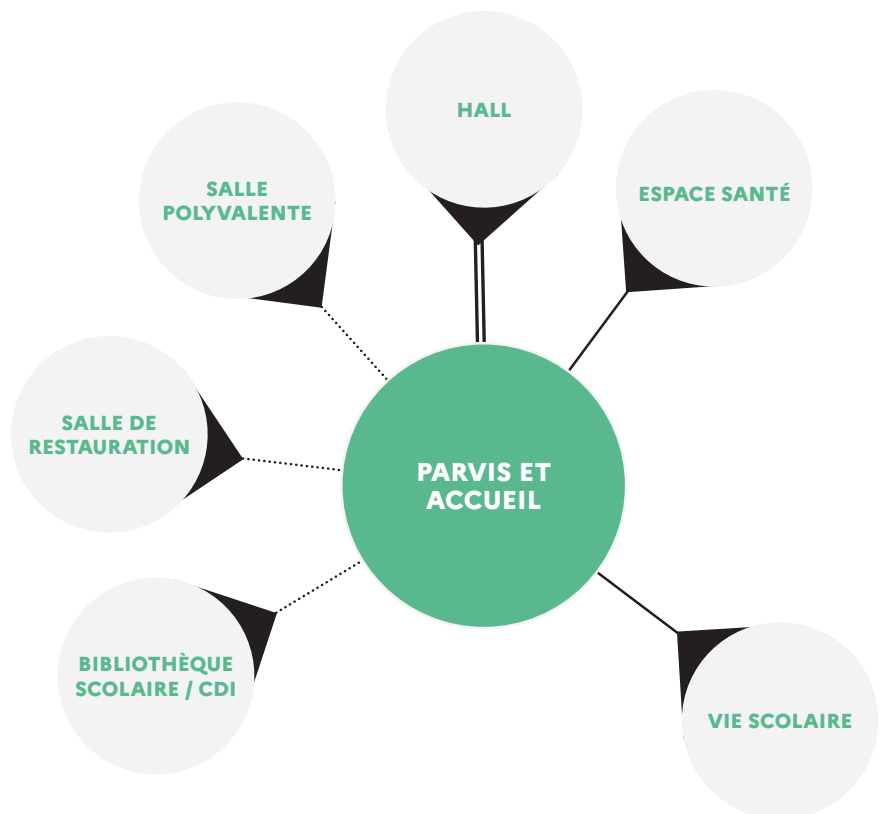 HALL
SALLE
POLYVALENTE
ESPACE SANTÉ
SALLE DE
RESTAURATION
PARVIS ET
ACCUEIL
BIBLIOTHÈQUE
SCOLAIRE / CDI
VIE SCOLAIRE